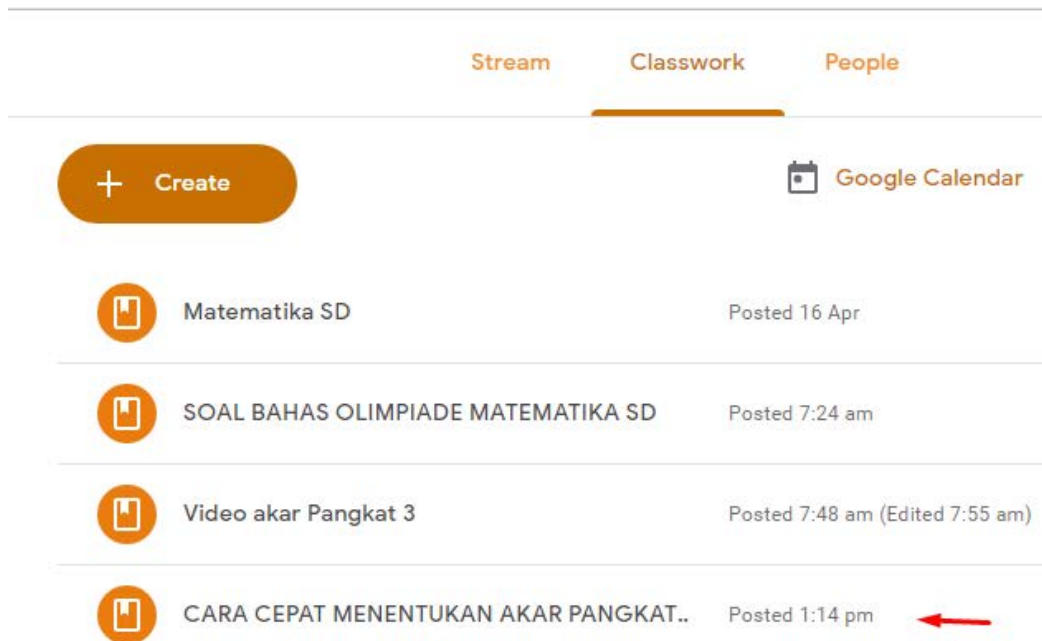 Stream Classwork People
+ Create Google Calendar
Matematika SD Posted 16 Apr
SOAL BAHAS OLIMPIADE MATEMATIKA SD Posted 7:24 am
Video akar Pangkat 3 Posted 7:48 am (Edited 7:55 am)
CARA CEPAT MENENTUKAN AKAR PANGKAT.. Posted 1:14 pm